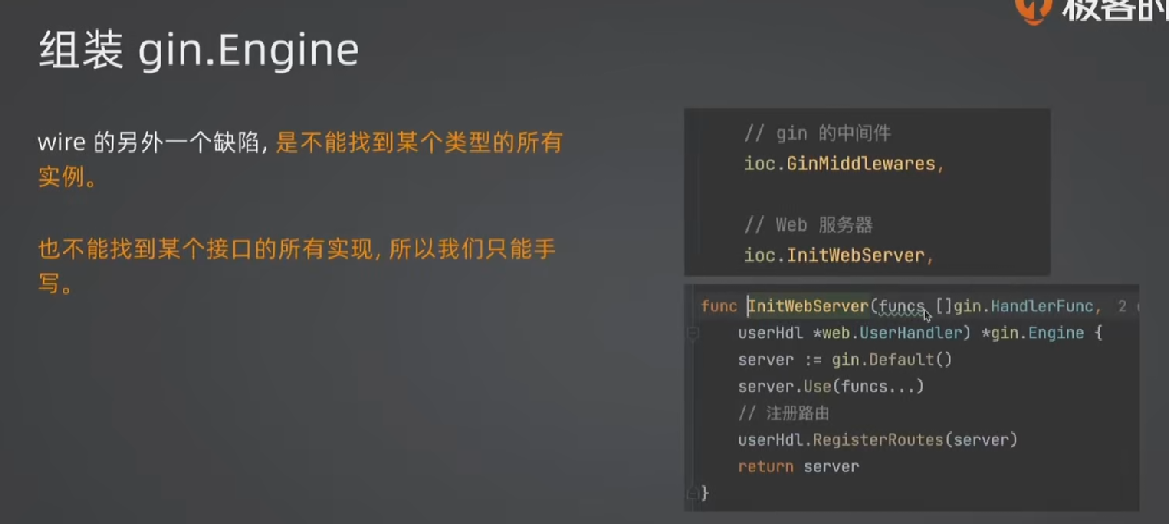 极客时
组装 gin.Engine
wire 的另外一个缺陷, 是不能找到某个类型的所有
实例。
也不能找到某个接口的所有实现, 所以我们只能手
写。
// gin 的中间件
ioc.GinMiddlewares,
// Web 服务器
ioc.InitWebServer,
func InitWebServer(funcs []gin.HandlerFunc, 2
userHdl *web.UserHandler) *gin.Engine {
server := gin.Default()
server.Use(funcs...)
// 注册路由
userHdl.RegisterRoutes(server)
return server
}